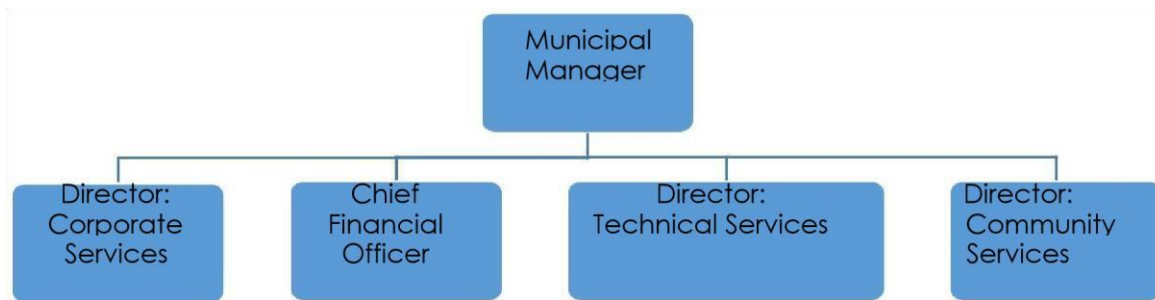 Municipal
Manager
Director:
Corporate
Services
Chief
Financial
Officer
Director:
Technical Services
Director:
Community
Services